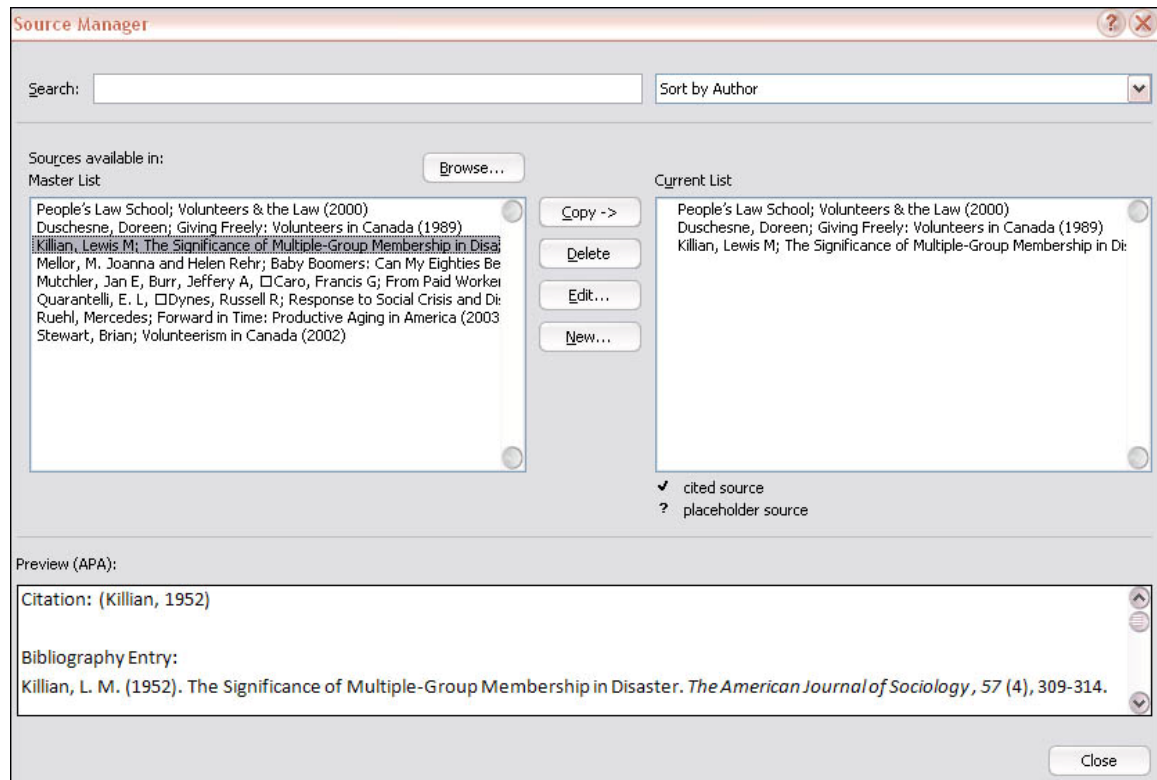 Source Manager
Search:
Sort by Author
Sources available in:
Master List
Browse...
Current List
People's Law School; Volunteers & the Law (2000)
Duschesne, Doreen; Giving Freely: Volunteers in Canada (1989)
Killian, Lewis M; The Significance of Multiple-Group Membership in Disa
Mellor, M. Joanna and Helen Rehr; Baby Boomers: Can My Eighties Be
Mutchler, Jan E, Burr, Jeffery A, □Caro, Francis G; From Paid Worker
Quarantelli, E. L, □Dynes, Russell R; Response to Social Crisis and Di
Ruehl, Mercedes; Forward in Time: Productive Aging in America (2003
Stewart, Brian; Volunteerism in Canada (2002)
Copy ->
Delete
Edit...
New...
People's Law School; Volunteers & the Law (2000)
Duschesne, Doreen; Giving Freely: Volunteers in Canada (1989)
Killian, Lewis M; The Significance of Multiple-Group Membership in Di
✓ cited source
? placeholder source
Preview (APA):
Citation: (Killian, 1952)
Bibliography Entry:
Killian, L. M. (1952). The Significance of Multiple-Group Membership in Disaster. The American Journal of Sociology , 57 (4), 309-314.
Close